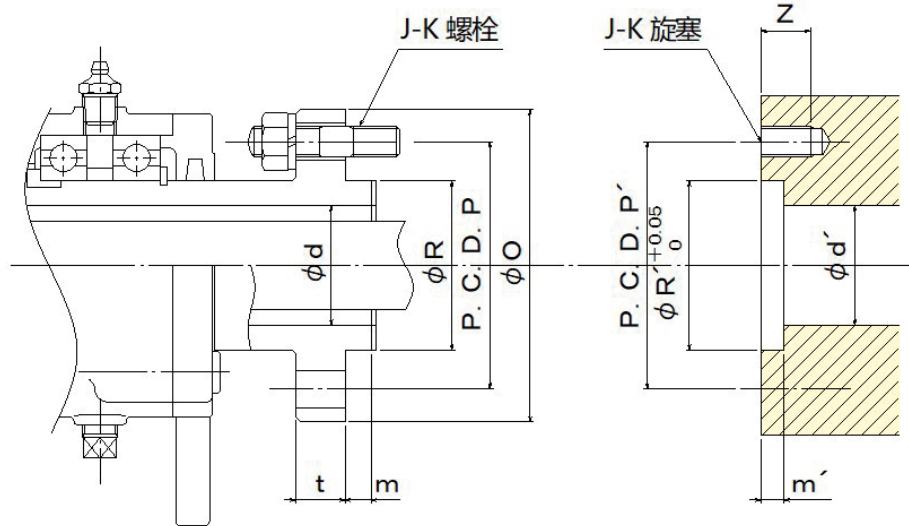 Z
J-K 螺栓
J-K 旋塞
φd
φR
P. C. D. P
φO
P. C. D. P′
φR′ +0.05 0
φd′
t
m
m′